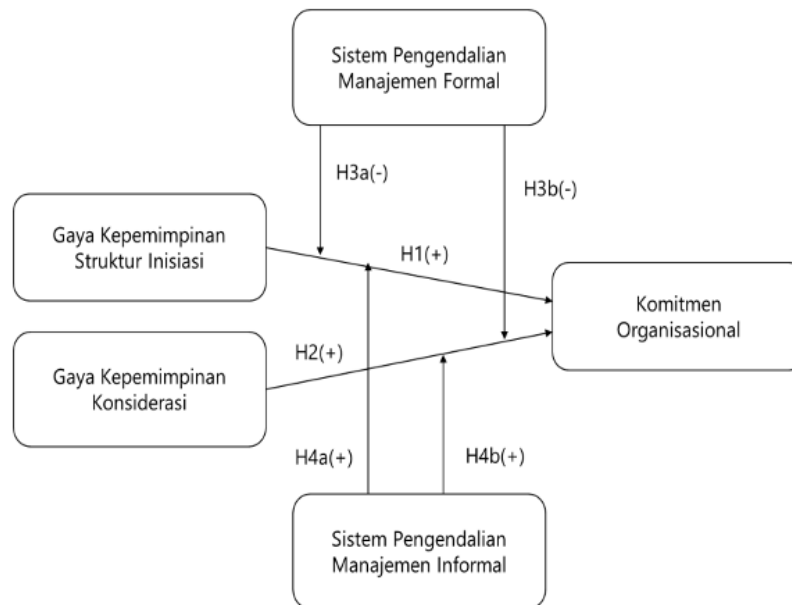 Sistem Pengendalian
Manajemen Formal
H3a(-)
H3b(-)
Gaya Kepemimpinan
Struktur Inisiasi
H1(+)
Komitmen
Organisasional
H2(+)
Gaya Kepemimpinan
Konsiderasi
H4a(+)
H4b(+)
Sistem Pengendalian
Manajemen Informal